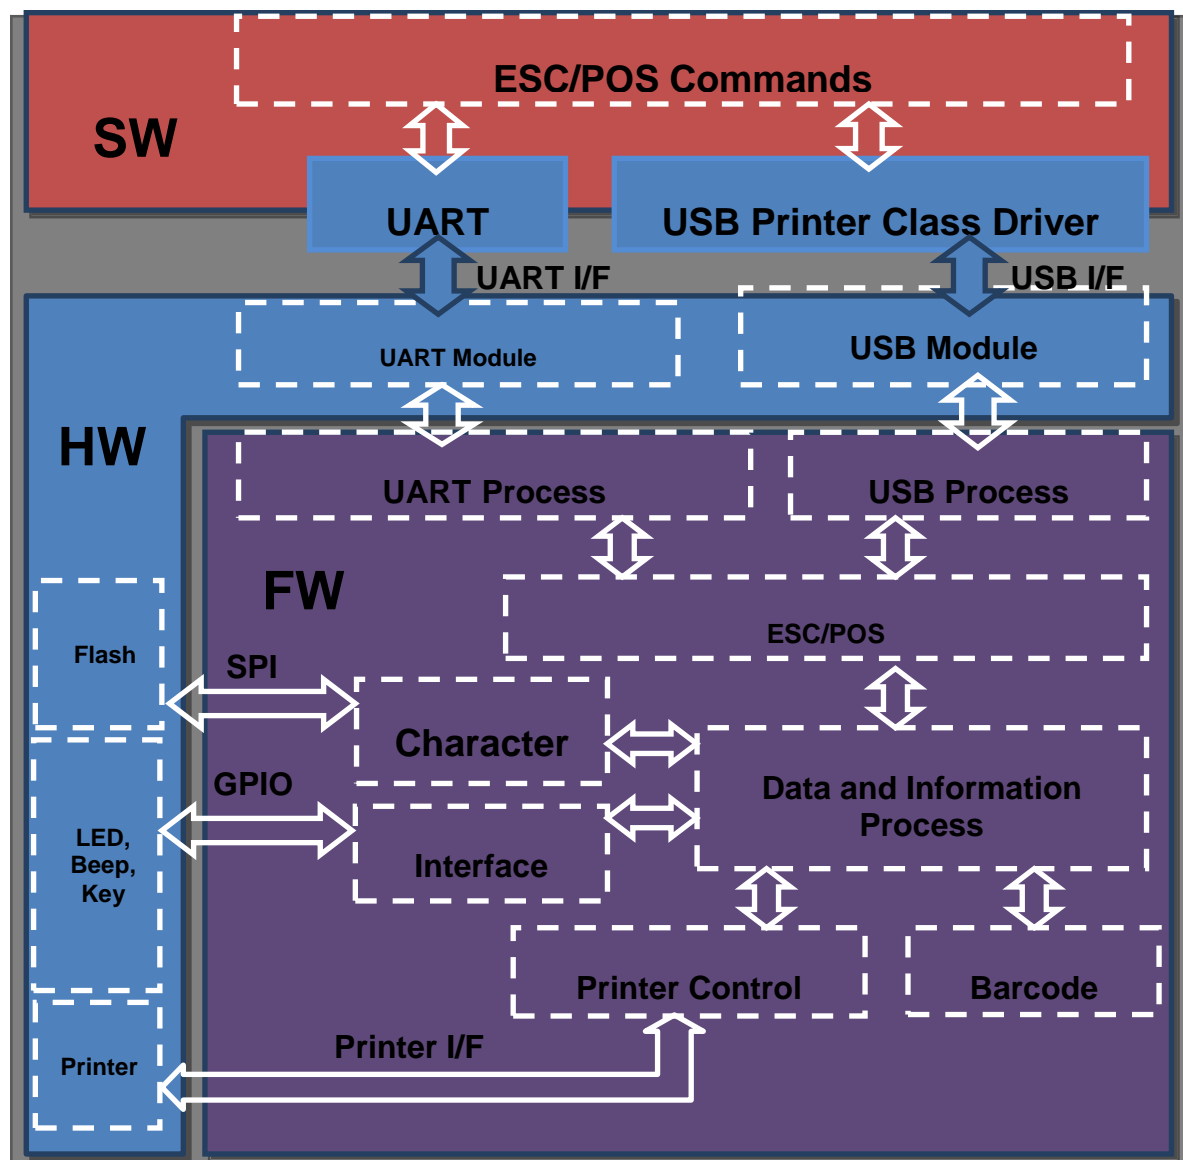 ESC/POS Commands
SW
UART
USB Printer Class Driver
UART I/F
USB I/F
UART Module
USB Module
HW
UART Process
USB Process
FW
ESC/POS
Flash
SPI
Character
GPIO
Data and Information
Process
LED,
Beep,
Key
Interface
Printer Control
Barcode
Printer I/F
Printer